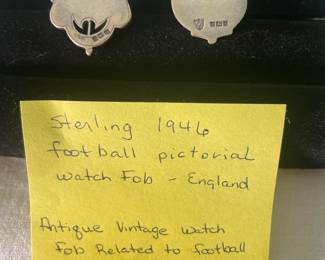 Sterling 1946
football pictorial
watch Fob - England
Antique Vintage watch
Fob Related to football